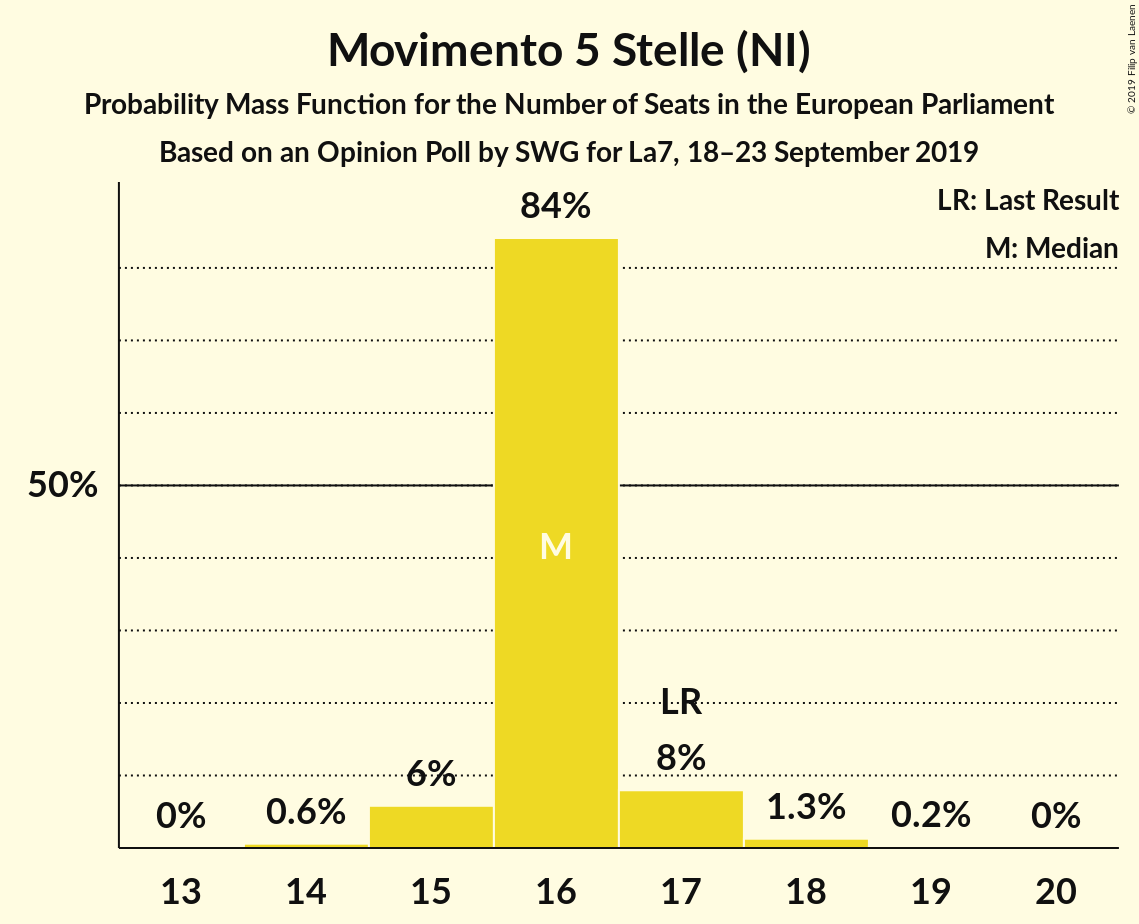 Movimento 5 Stelle (NI)
Probability Mass Function for the Number of Seats in the European Parliament
Based on an Opinion Poll by SWG for La7, 18–23 September 2019
© 2019 Filip van Laenen
LR: Last Result
M: Median
84%
50%
M
LR
8%
6%
0%
0.6%
1.3%
0.2%
0%
13 14 15 16 17 18 19 20